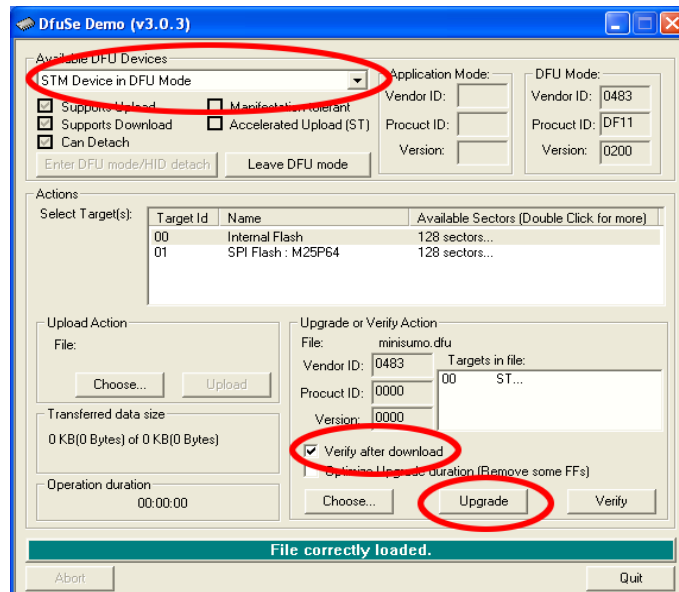 DfuSe Demo (v3.0.3)
Available DFU Devices
STM Device in DFU Mode
Supports Upload
Manifestation Tolerant
Supports Download
Accelerated Upload (ST)
Can Detach
Enter DFU mode/HID detach
Leave DFU mode
Application Mode:
Vendor ID:
Procuct ID:
Version:
DFU Mode:
Vendor ID: 0483
Procuct ID: DF11
Version: 0200
Actions
Select Target(s):
Target Id Name Available Sectors (Double Click for more)
00 Internal Flash 128 sectors...
01 SPI Flash : M25P64 128 sectors...
Upload Action
File:
Choose... Upload
Transferred data size
0 KB(0 Bytes) of 0 KB(0 Bytes)
Operation duration
00:00:00
Upgrade or Verify Action
File: minisumo.dfu
Vendor ID: 0483
Procuct ID: 0000
Version: 0000
Targets in file:
00 ST...
Verify after download
Optimize Upgrade duration (Remove some FFs)
Choose... Upgrade Verify
File correctly loaded.
Abort Quit